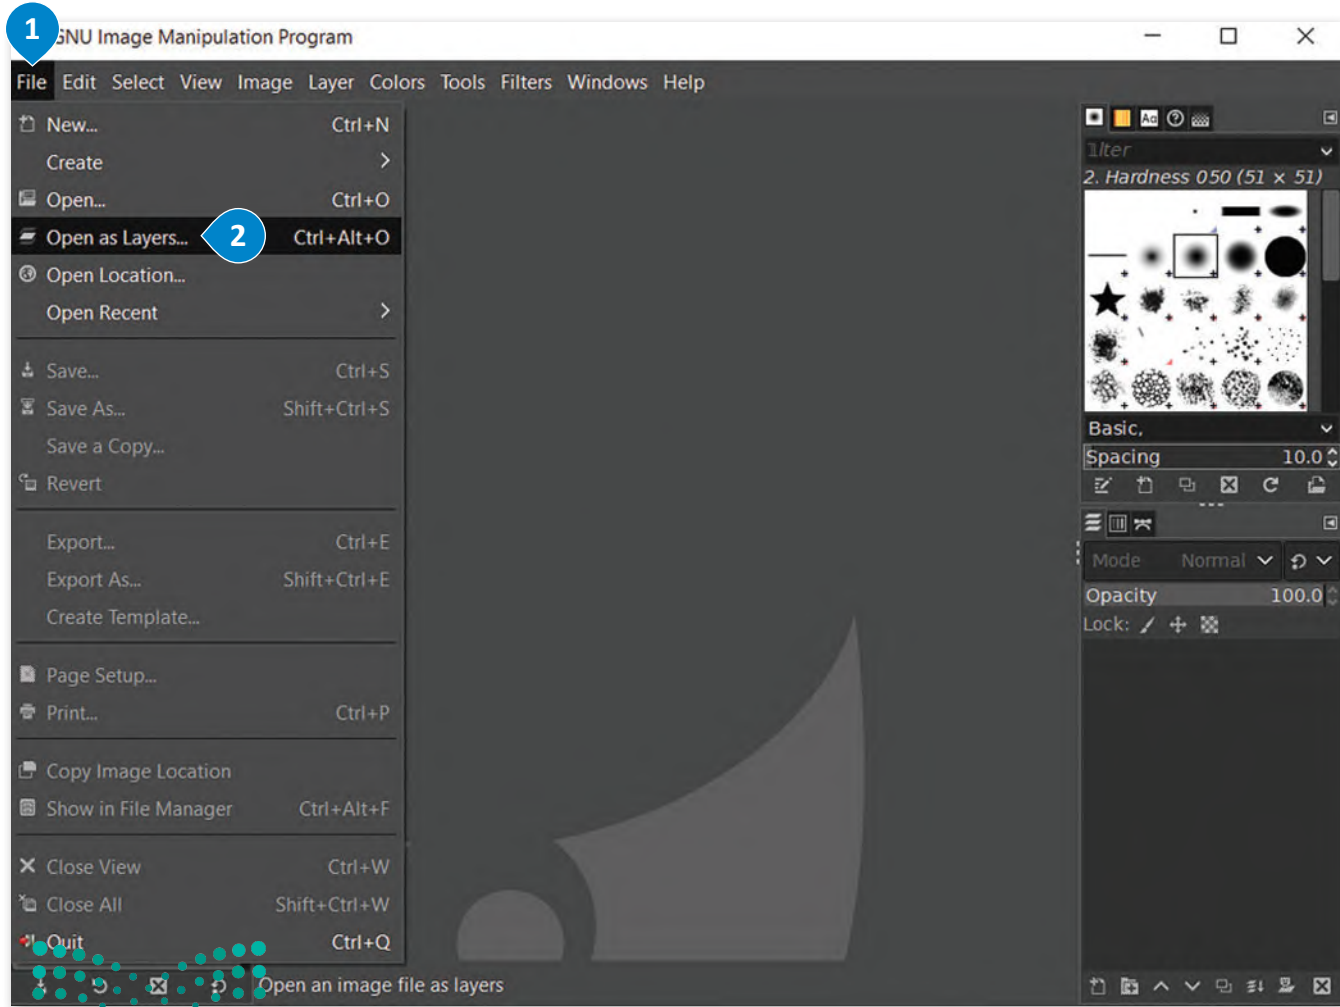 1
GNU Image Manipulation Program
File Edit Select View Image Layer Colors Tools Filters Windows Help
New... Ctrl+N
Create
Open... Ctrl+O
Open as Layers... 2 Ctrl+Alt+O
Open Location...
Open Recent
Save... Ctrl+S
Save As... Shift+Ctrl+S
Save a Copy...
Revert
Export... Ctrl+E
Export As... Shift+Ctrl+E
Create Template...
Page Setup...
Print... Ctrl+P
Copy Image Location
Show in File Manager Ctrl+Alt+F
Close View Ctrl+W
Close All Shift+Ctrl+W
Quit Ctrl+Q
Open an image file as layers
Aa
2. Hardness 050 (51 × 51)
Basic,
Spacing 10.0
Mode Normal
Opacity 100.0
Lock: